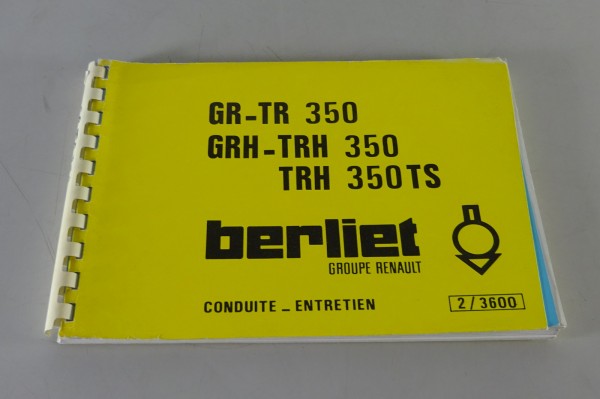 GR-TR 350
GRH-TRH 350
TRH 350TS
berliet
GROUPE RENAULT
CONDUITE - ENTRETIEN
2/3600